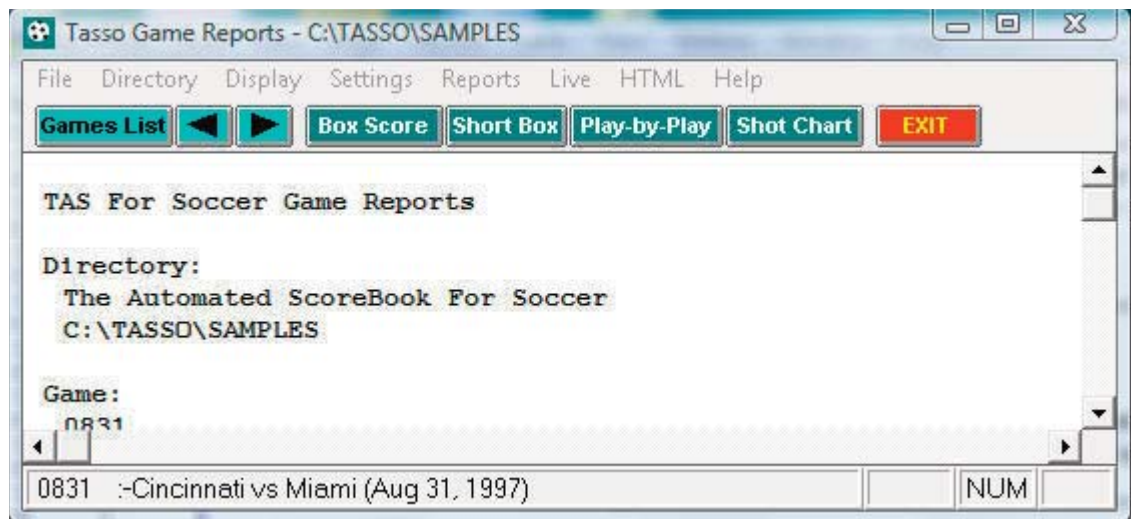 Tasso Game Reports - C:\TASSO\SAMPLES
File Directory Display Settings Reports Live HTML Help
Games List Box Score Short Box Play-by-Play Shot Chart EXIT
TAS For Soccer Game Reports
Directory:
The Automated ScoreBook For Soccer
C:\TASSO\SAMPLES
Game:
0831
0831 :-Cincinnati vs Miami (Aug 31, 1997) NUM